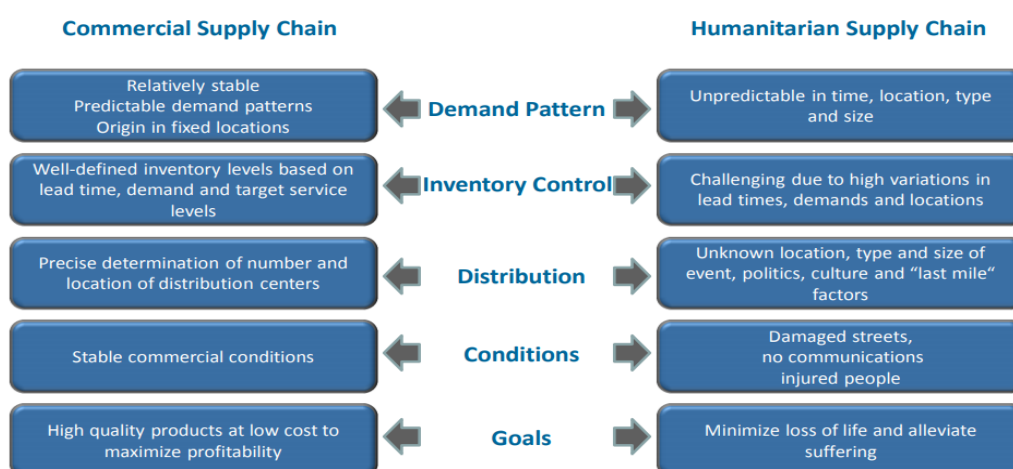 Commercial Supply Chain
Humanitarian Supply Chain
Relatively stable
Predictable demand patterns
Origin in fixed locations
Demand Pattern
Unpredictable in time, location, type
and size
Well-defined inventory levels based on
lead time, demand and target service
levels
Inventory Control
Challenging due to high variations in
lead times, demands and locations
Precise determination of number and
location of distribution centers
Distribution
Unknown location, type and size of
event, politics, culture and “last mile“
factors
Stable commercial conditions
Conditions
Damaged streets,
no communications
injured people
High quality products at low cost to
maximize profitability
Goals
Minimize loss of life and alleviate
suffering